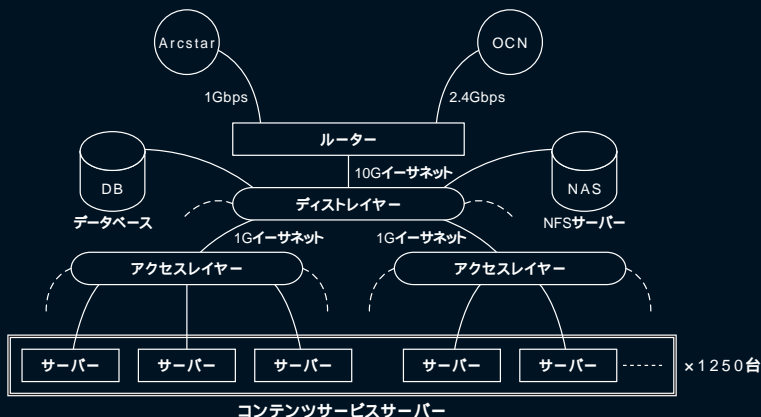 Arcstar
OCN
1Gbps
2.4Gbps
ルーター
10Gイーサネット
DB
データベース
NAS
NFSサーバー
ディストレイヤー
1Gイーサネット
1Gイーサネット
アクセスレイヤー
アクセスレイヤー
サーバー
サーバー
サーバー
サーバー
サーバー
×1250台
コンテンツサービスサーバー